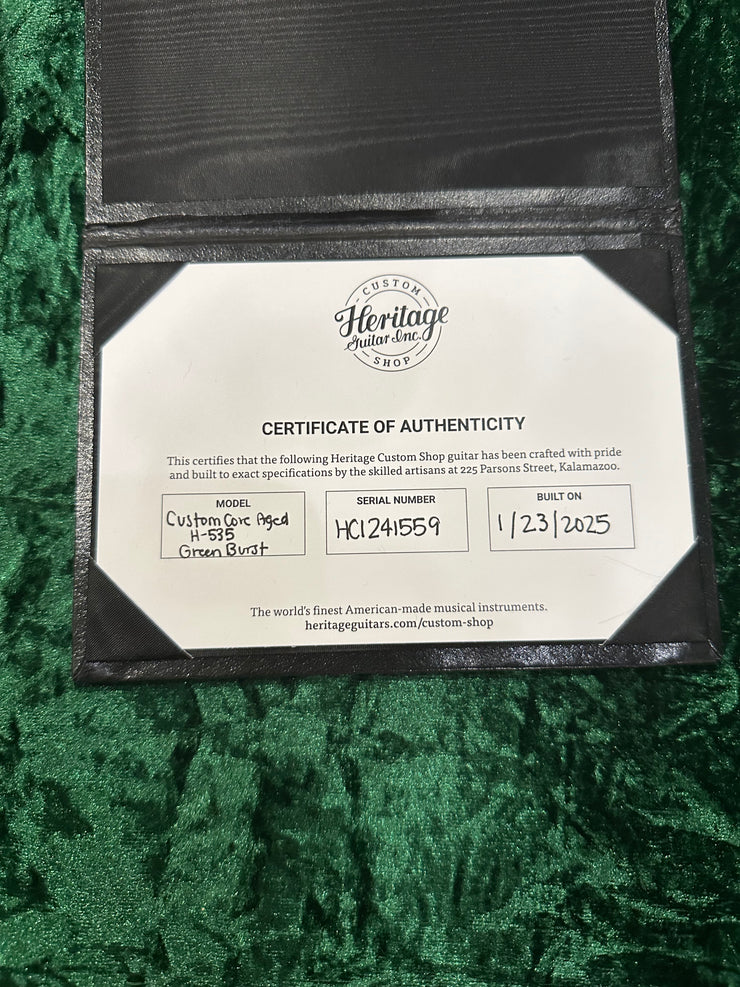 CUSTOM
Heritage
Guitar Inc.
SHOP
CERTIFICATE OF AUTHENTICITY
This certifies that the following Heritage Custom Shop guitar has been crafted with pride
and built to exact specifications by the skilled artisans at 225 Parsons Street, Kalamazoo.
MODEL
Custom Core Aged
H-535
Green Burst
SERIAL NUMBER
HC1241559
BUILT ON
1/23/2025
The world's finest American-made musical instruments.
heritageguitars.com/custom-shop